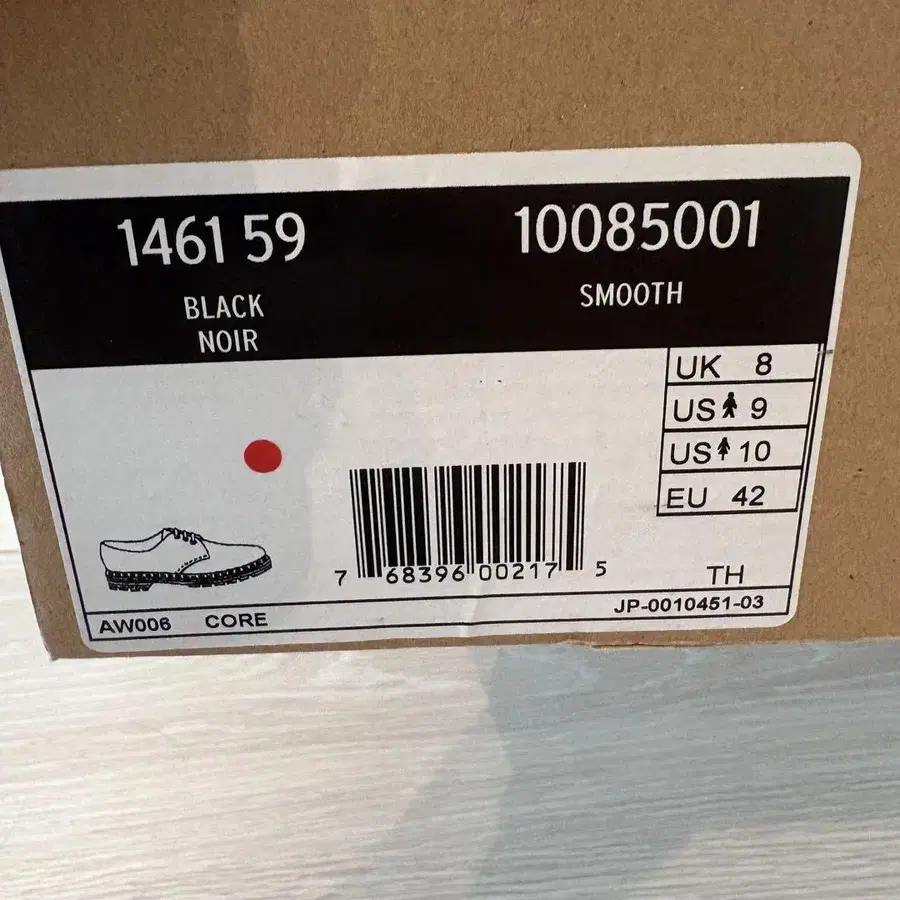 1461 59
BLACK
NOIR
10085001
SMOOTH
UK 8
US 9
US 10
EU 42
7 68396 00217 5
TH
AW006 CORE
JP-0010451-03